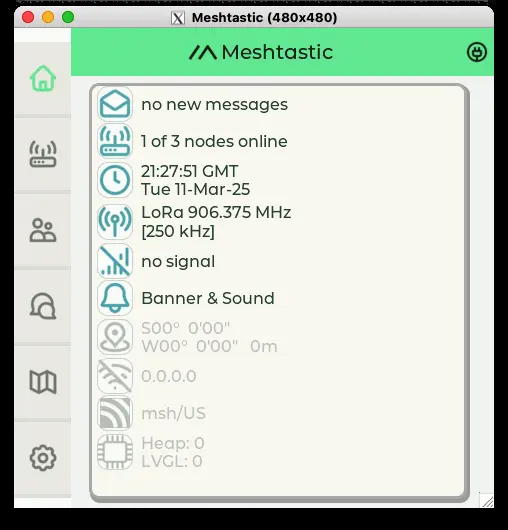 Meshtastic (480x480)
Meshtastic
no new messages
1 of 3 nodes online
21:27:51 GMT
Tue 11-Mar-25
LoRa 906.375 MHz
[250 kHz]
no signal
Banner & Sound
S00° 0'00"
W00° 0'00" 0m
0.0.0.0
msh/US
Heap: 0
LVGL: 0